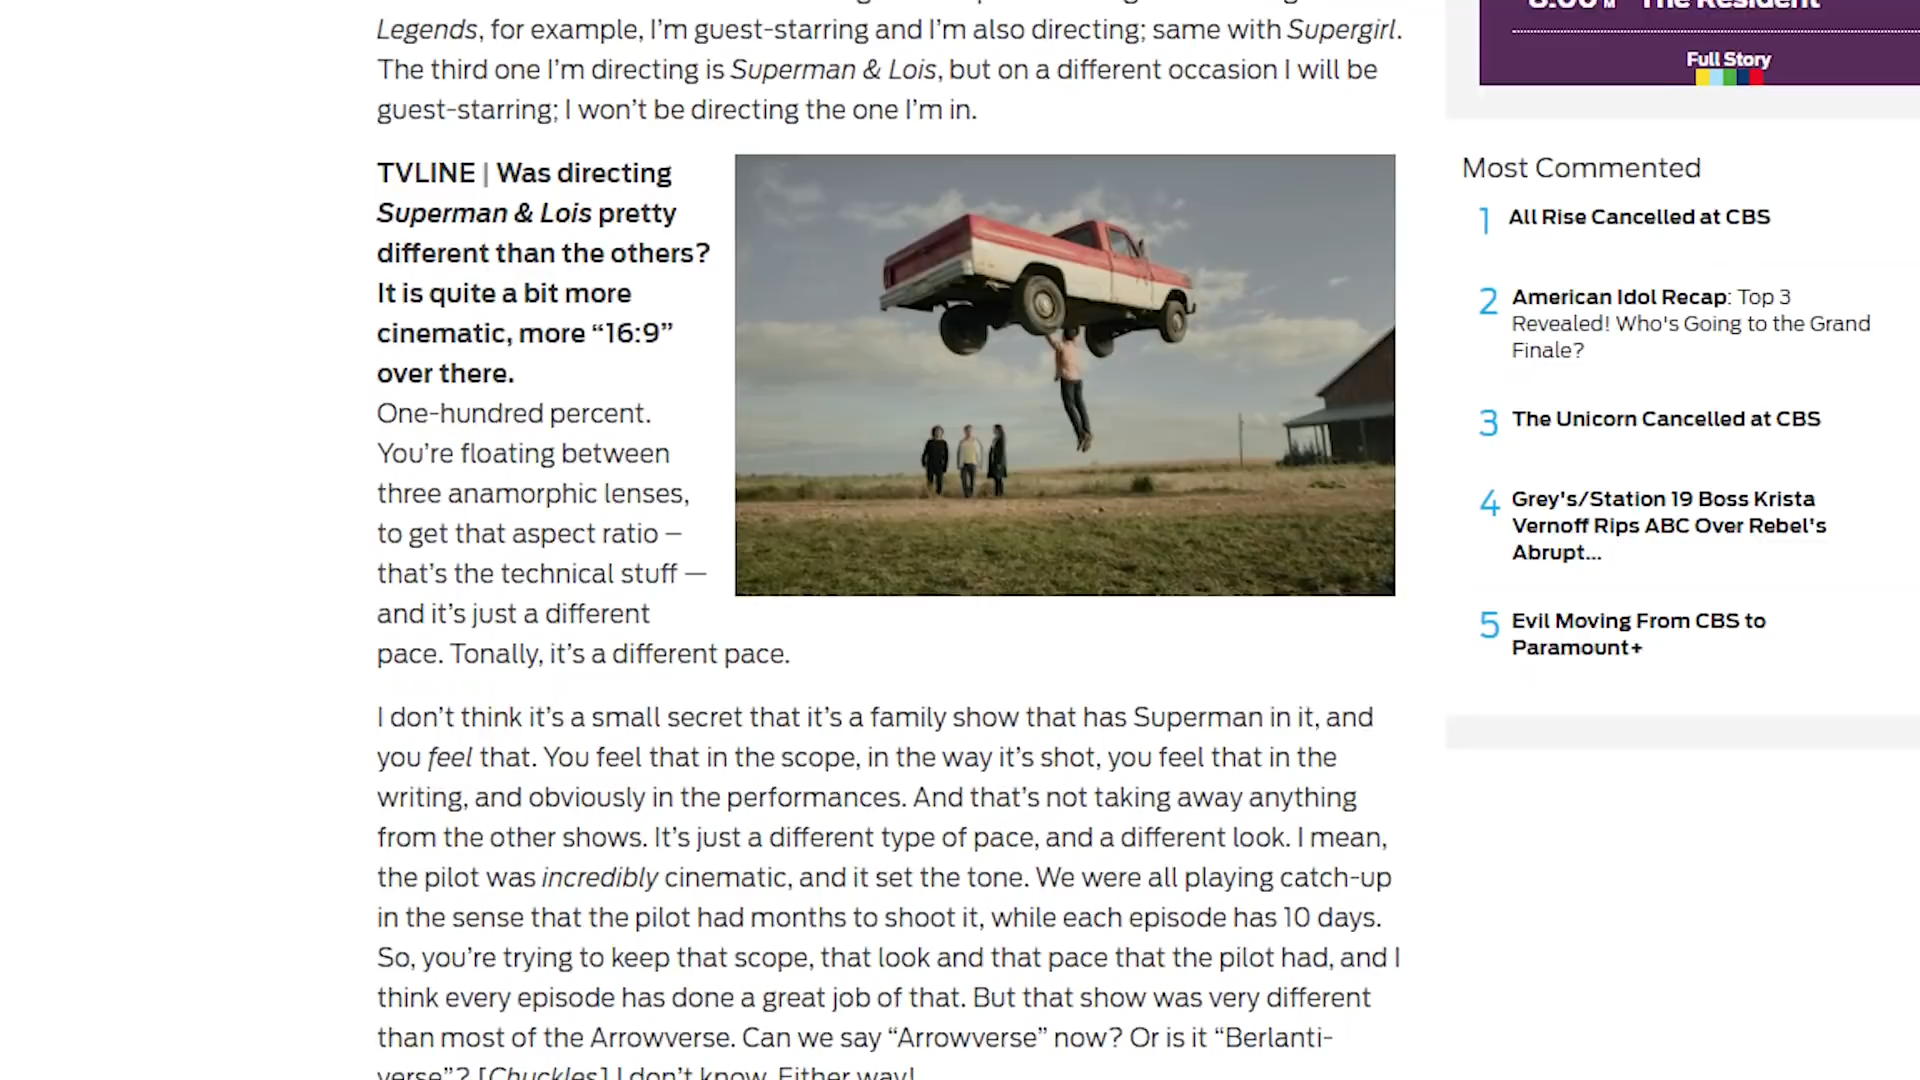 Legends, for example, I’m guest-starring and I’m also directing; same with Supergirl.
The third one I’m directing is Superman & Lois, but on a different occasion I will be
guest-starring; I won’t be directing the one I’m in.
TVLINE | Was directing
Superman & Lois pretty
different than the others?
It is quite a bit more
cinematic, more “16:9”
over there.
One-hundred percent.
You’re floating between
three anamorphic lenses,
to get that aspect ratio —
that’s the technical stuff —
and it’s just a different
pace. Tonally, it’s a different pace.
I don’t think it’s a small secret that it’s a family show that has Superman in it, and
you feel that. You feel that in the scope, in the way it’s shot, you feel that in the
writing, and obviously in the performances. And that’s not taking away anything
from the other shows. It’s just a different type of pace, and a different look. I mean,
the pilot was incredibly cinematic, and it set the tone. We were all playing catch-up
in the sense that the pilot had months to shoot it, while each episode has 10 days.
So, you’re trying to keep that scope, that look and that pace that the pilot had, and I
think every episode has done a great job of that. But that show was very different
than most of the Arrowverse. Can we say “Arrowverse” now? Or is it “Berlanti-
verse”? [Chuckles] I don’t know. Either way!
8:00 The Resident
Full Story
Most Commented
1 All Rise Cancelled at CBS
2 American Idol Recap: Top 3
Revealed! Who's Going to the Grand
Finale?
3 The Unicorn Cancelled at CBS
4 Grey's/Station 19 Boss Krista
Vernoff Rips ABC Over Rebel's
Abrupt...
5 Evil Moving From CBS to
Paramount+